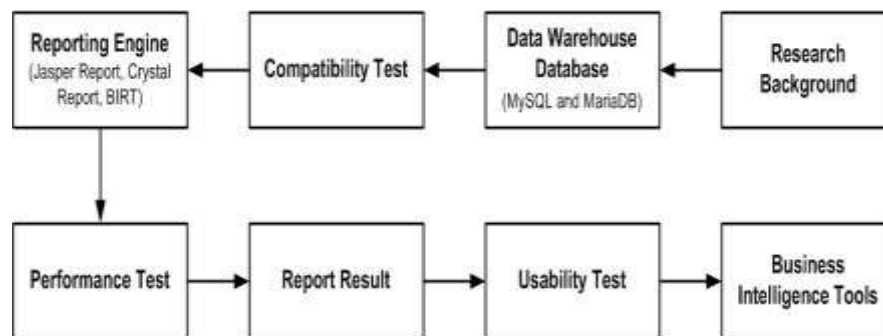 Reporting Engine
(Jasper Report, Crystal
Report, BIRT)
Compatibility Test
Data Warehouse
Database
(MySQL and MariaDB)
Research
Background
Performance Test
Report Result
Usability Test
Business
Intelligence Tools